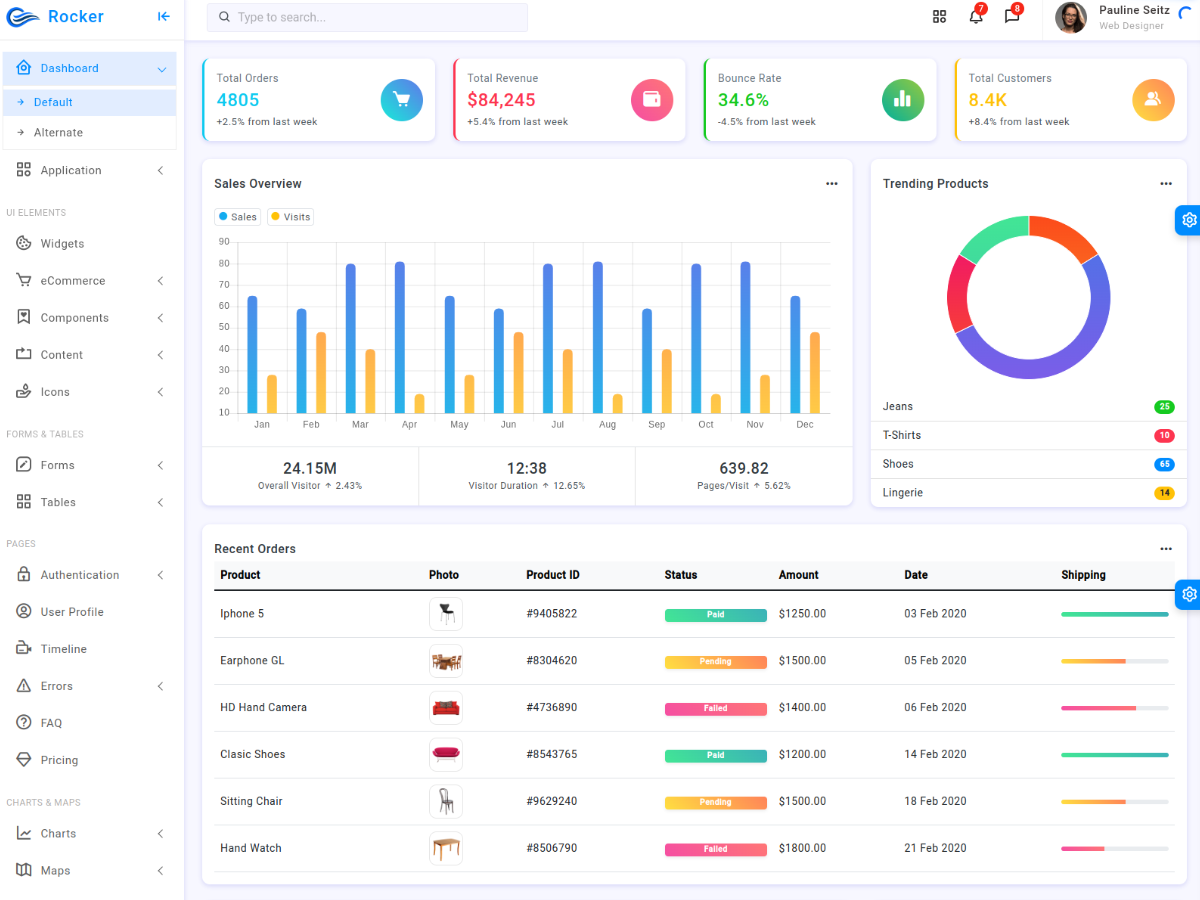 Rocker
Type to search...
7
8
Pauline Seitz
Web Designer
Dashboard
Default
Alternate
Application
UI ELEMENTS
Widgets
eCommerce
Components
Content
Icons
FORMS & TABLES
Forms
Tables
PAGES
Authentication
User Profile
Timeline
Errors
FAQ
Pricing
CHARTS & MAPS
Charts
Maps
Total Orders
4805
+2.5% from last week
Total Revenue
$84,245
+5.4% from last week
Bounce Rate
34.6%
-4.5% from last week
Total Customers
8.4K
+8.4% from last week
Sales Overview
Sales Visits
90
80
70
60
50
40
30
20
10
Jan Feb Mar Apr May Jun Jul Aug Sep Oct Nov Dec
24.15M
Overall Visitor ↑ 2.43%
12:38
Visitor Duration ↑ 12.65%
639.82
Pages/Visit ↑ 5.62%
Trending Products
Jeans 25
T-Shirts 10
Shoes 65
Lingerie 14
Recent Orders
Product Photo Product ID Status Amount Date Shipping
Iphone 5 #9405822 Paid $1250.00 03 Feb 2020
Earphone GL #8304620 Pending $1500.00 05 Feb 2020
HD Hand Camera #4736890 Failed $1400.00 06 Feb 2020
Clasic Shoes #8543765 Paid $1200.00 14 Feb 2020
Sitting Chair #9629240 Pending $1500.00 18 Feb 2020
Hand Watch #8506790 Failed $1800.00 21 Feb 2020